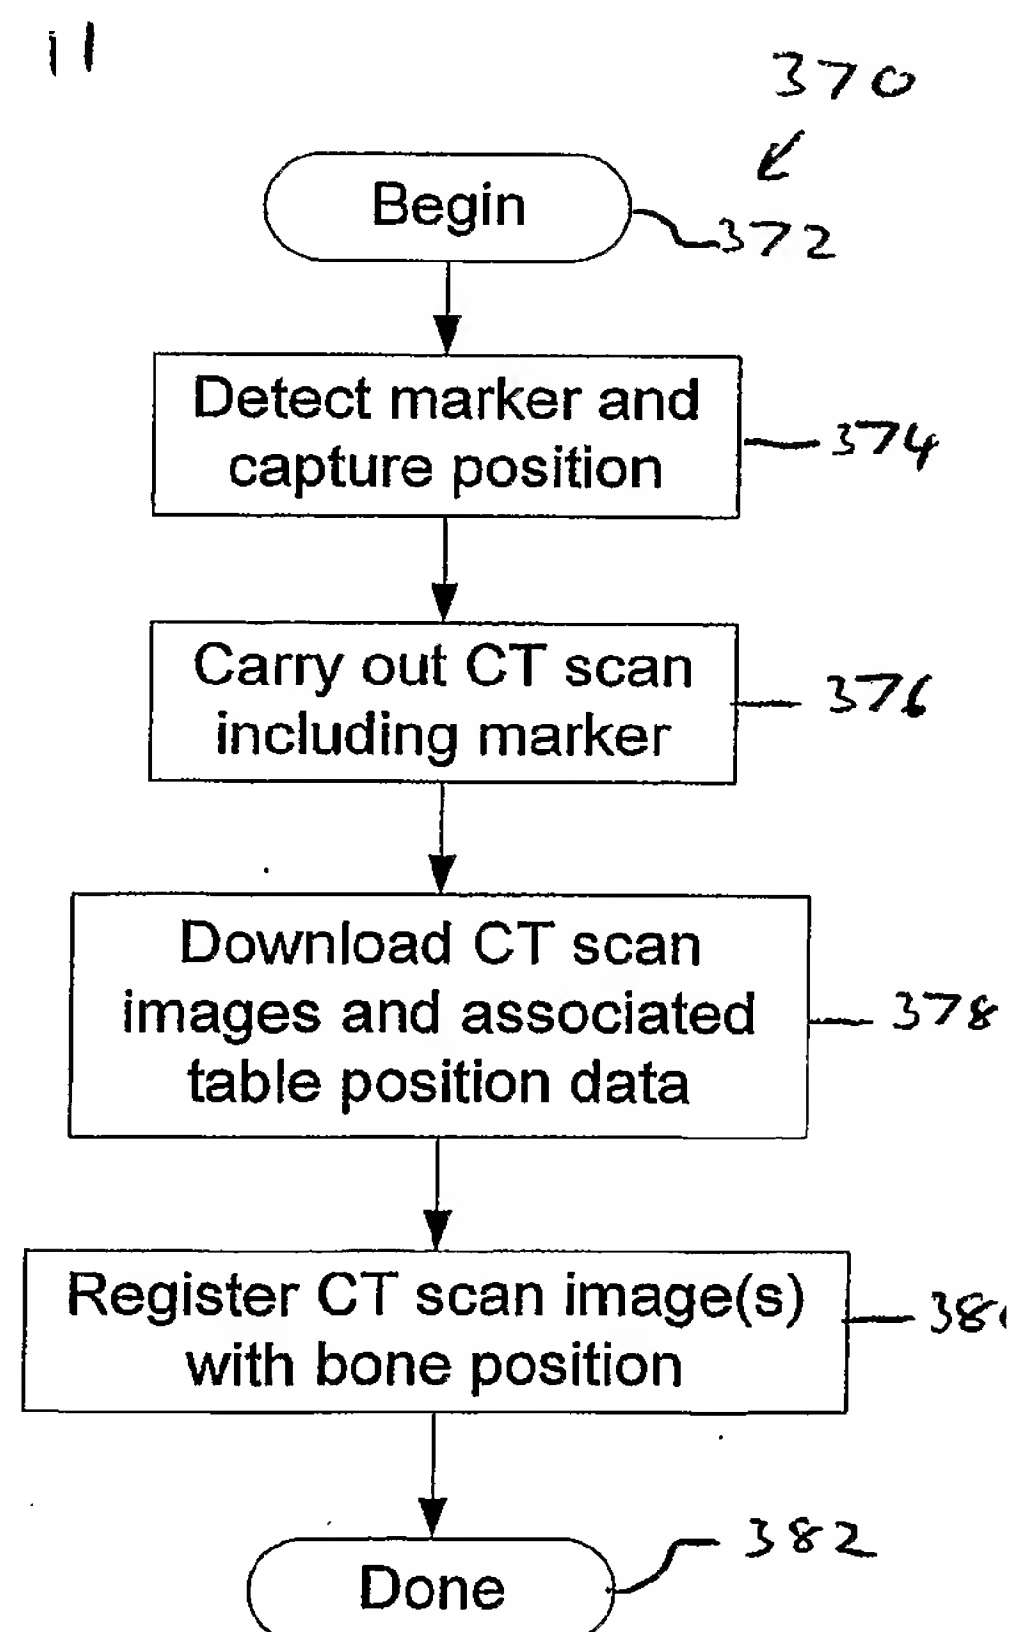 11
370
Begin
372
Detect marker and
capture position
374
Carry out CT scan
including marker
376
Download CT scan
images and associated
table position data
378
Register CT scan image(s)
with bone position
Done
382